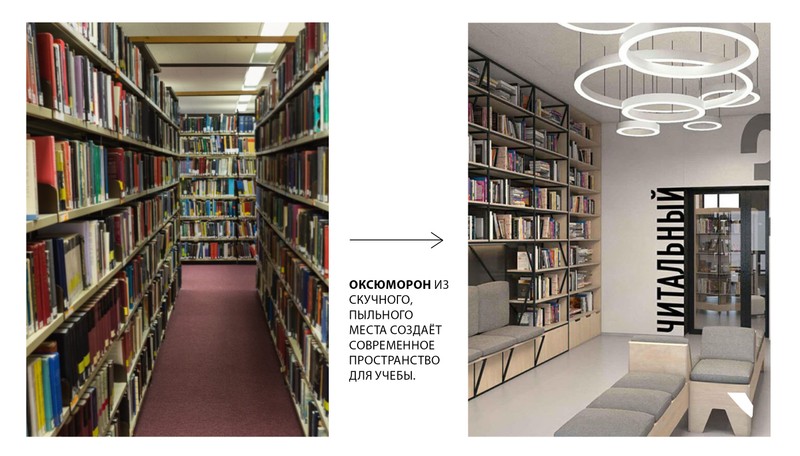 ОКСЮМОРОН ИЗ
СКУЧНОГО,
ПЫЛЬНОГО
МЕСТА СОЗДАЁТ
СОВРЕМЕННОЕ
ПРОСТРАНСТВО
ДЛЯ УЧЕБЫ.
ЧИТАЛЬНЫЙ